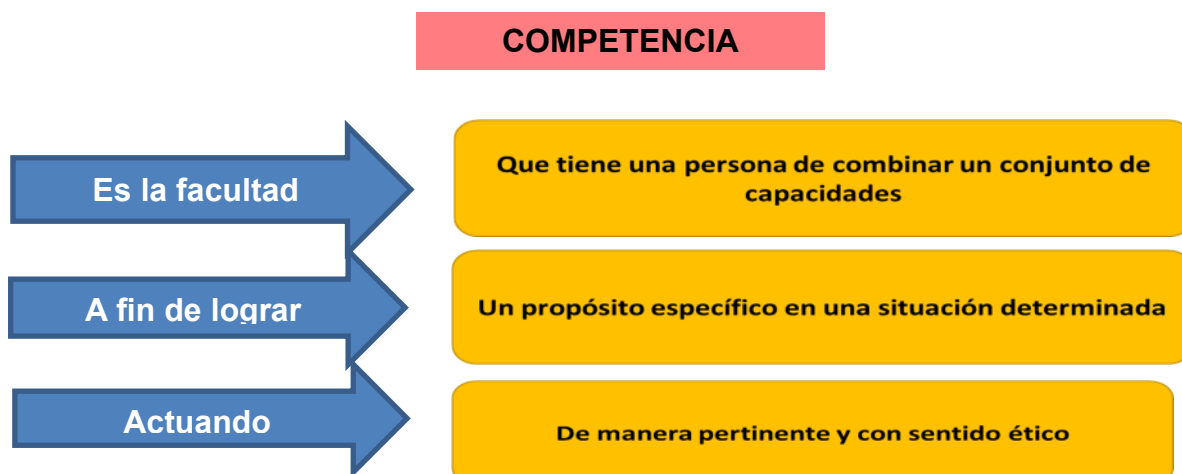 COMPETENCIA
Es la facultad
Que tiene una persona de combinar un conjunto de
capacidades
A fin de lograr
Un propósito específico en una situación determinada
Actuando
De manera pertinente y con sentido ético